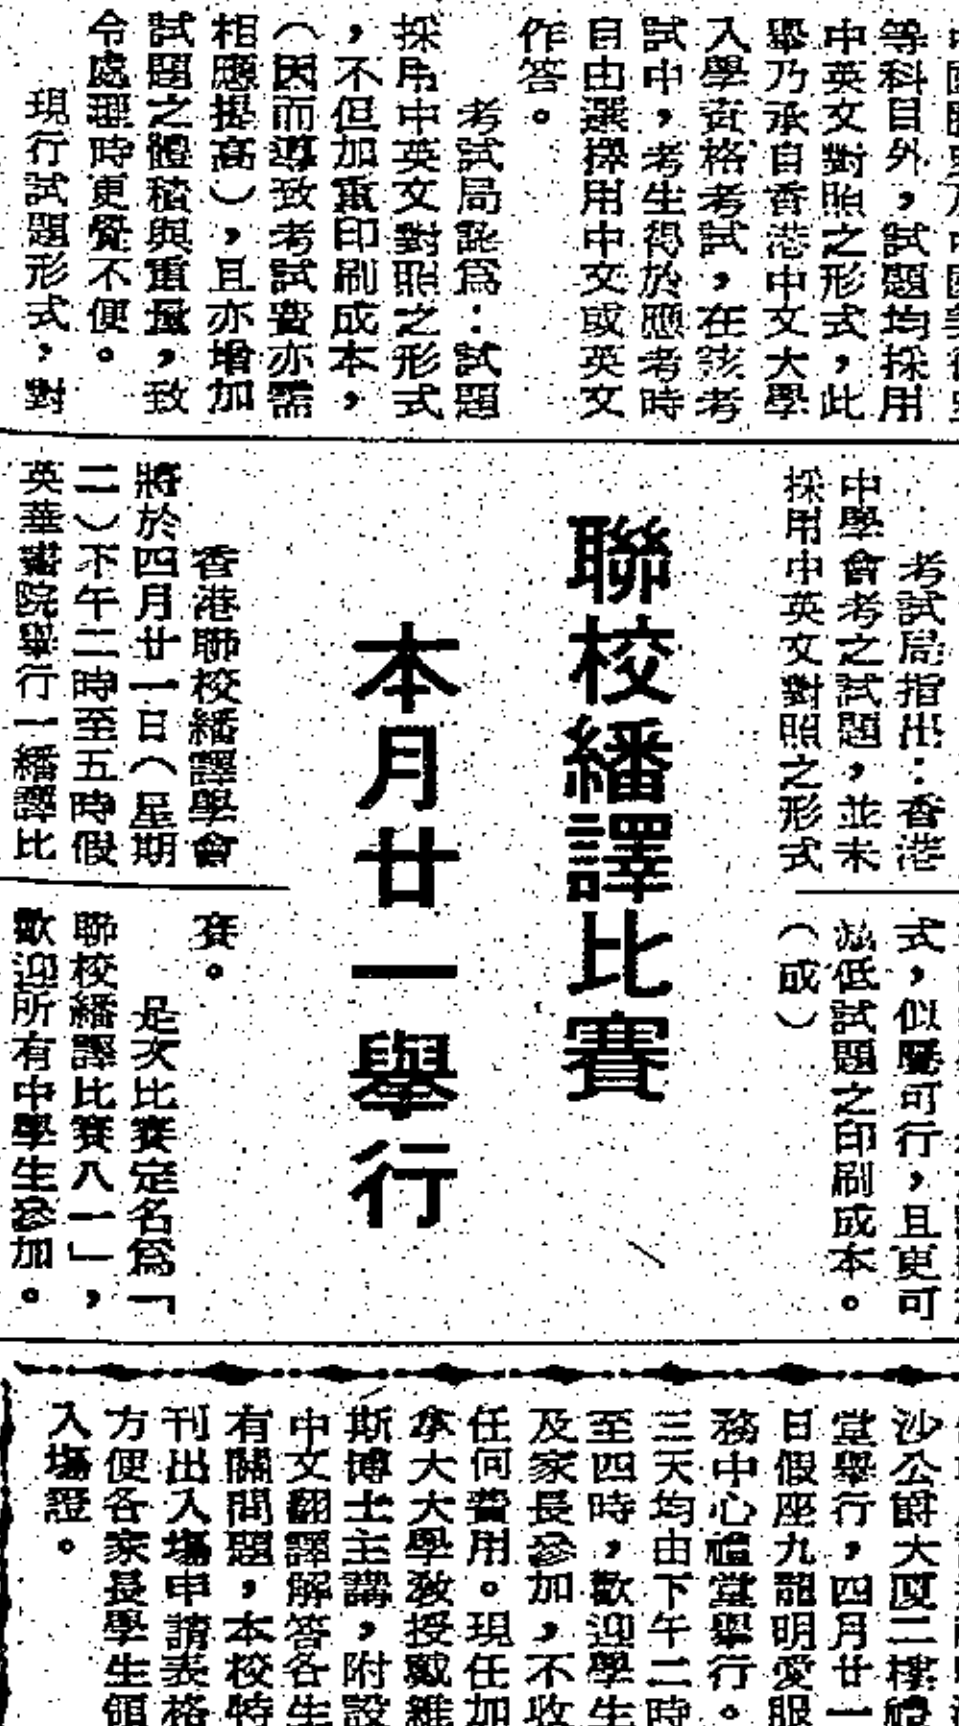 等科目外，試題均採用
中英文對照之形式，此
舉乃承自香港中文大學
入學資格考試，在該考
試中，考生得於應考時
自由選擇用中文或英文
作答。
考試局認為：試題
採用中英文對照之形式
，不但加重印刷成本，
（因而導致考試費亦需
相應提高），且亦增加
試題之體積與重量，致
令處理時更覺不便。
現行試題形式，對
考試局指出：香港
中學會考之試題，並未
採用中英文對照之形式
式，似屬可行，且更可
減低試題之印刷成本。
（成）
聯校繙譯比賽
本月廿一舉行
香港聯校繙譯學會
將於四月廿一日（星期
二）下午二時至五時假
英華書院舉行一繙譯比
賽。
是次比賽定名為「
聯校繙譯比賽八一」，
歡迎所有中學生參加。
沙公爵大廈二樓禮
堂舉行，四月廿一
日假座九龍明愛服
務中心禮堂舉行。
三天均由下午二時
至四時，歡迎學生
及家長參加，不收
任何費用。現任加
拿大大學教授戴維
斯博士主講，附設
中文翻譯解答各生
有關問題，本校特
刊出入場申請表格
方便各家長學生領
入場證。